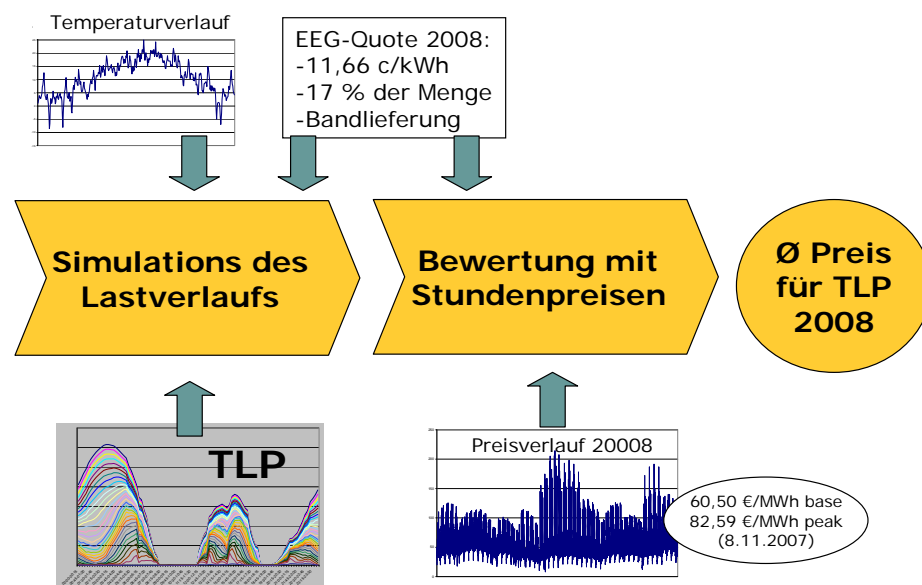 Temperaturverlauf
EEG-Quote 2008:
-11,66 c/kWh
-17 % der Menge
-Bandlieferung
Simulations des
Lastverlaufs
Bewertung mit
Stundenpreisen
Ø Preis
für TLP
2008
TLP
Preisverlauf 20008
60,50 €/MWh base
82,59 €/MWh peak
(8.11.2007)